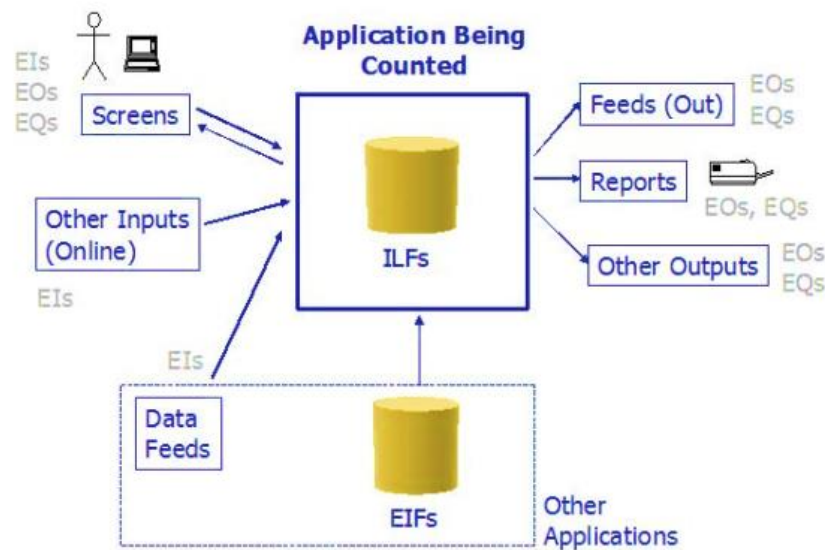 Application Being
Counted
EIs
EOs
EQs
Screens
Other Inputs
(Online)
EIs
EIs
ILFs
Feeds (Out)
EOs
EQs
Reports
EOs, EQs
Other Outputs
EOs
EQs
Data
Feeds
EIFs
Other
Applications